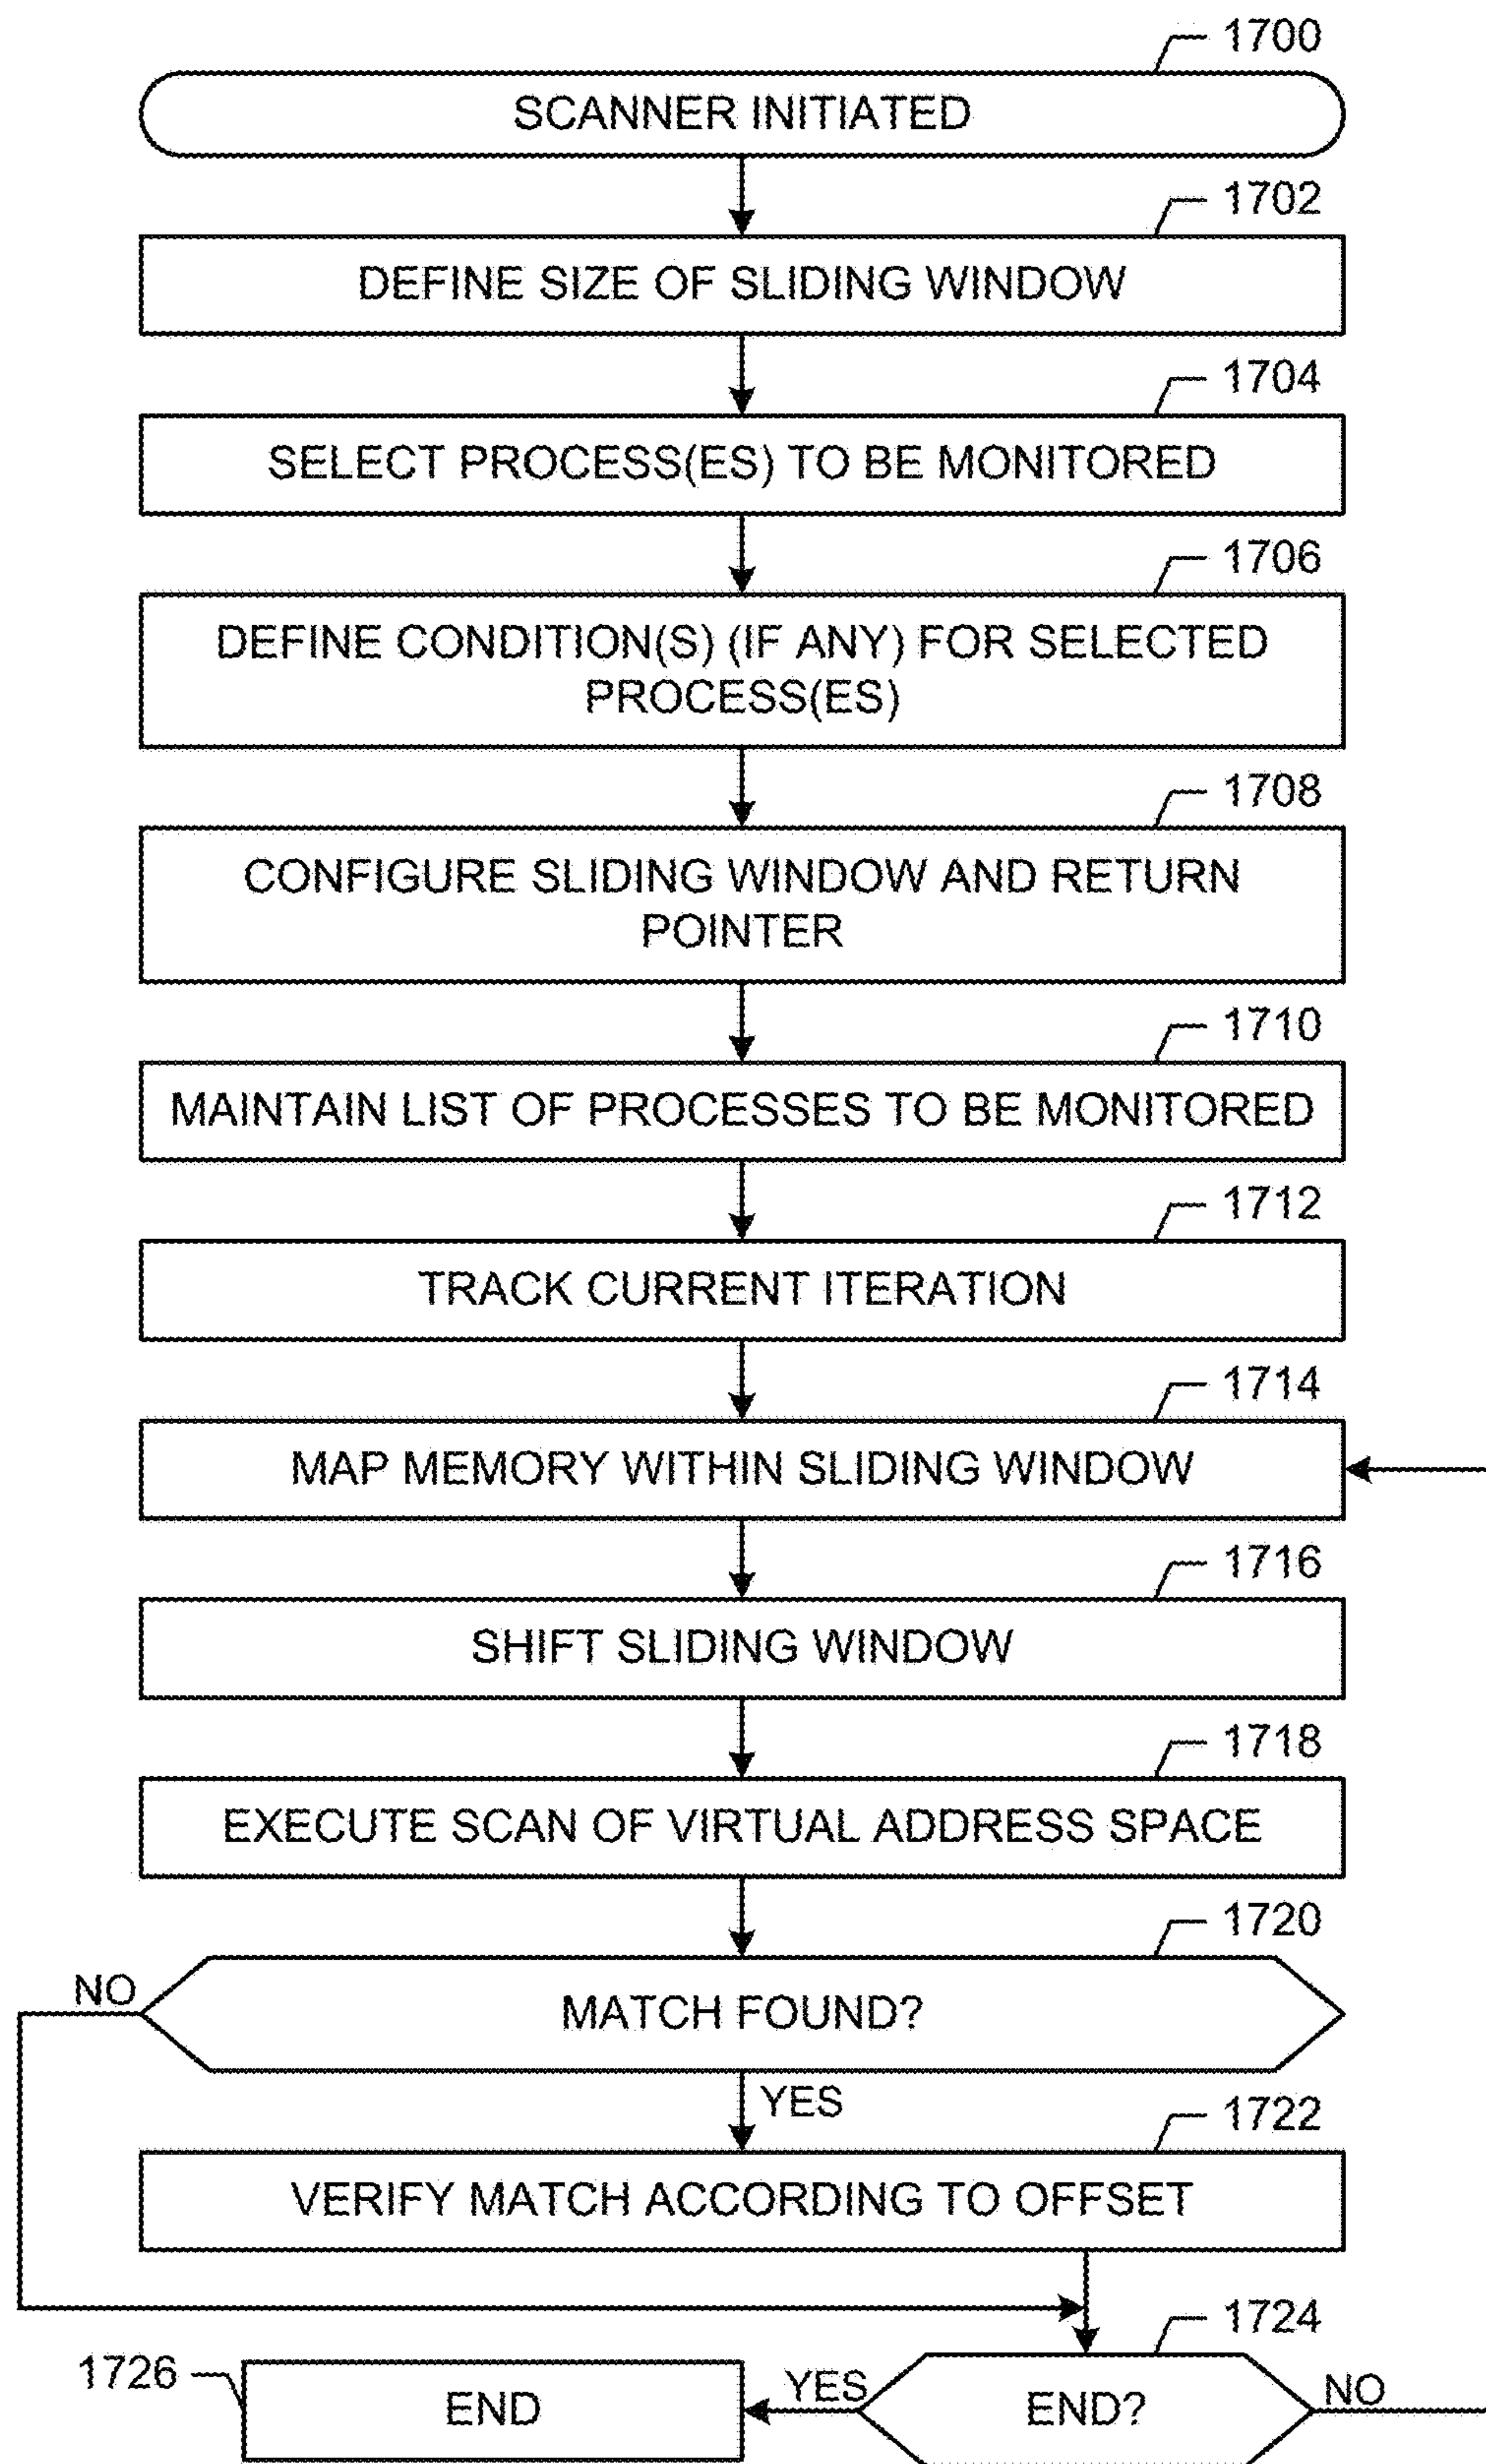 1700
SCANNER INITIATED
1702
DEFINE SIZE OF SLIDING WINDOW
1704
SELECT PROCESS(ES) TO BE MONITORED
1706
DEFINE CONDITION(S) (IF ANY) FOR SELECTED
PROCESS(ES)
1708
CONFIGURE SLIDING WINDOW AND RETURN
POINTER
1710
MAINTAIN LIST OF PROCESSES TO BE MONITORED
1712
TRACK CURRENT ITERATION
1714
MAP MEMORY WITHIN SLIDING WINDOW
1716
SHIFT SLIDING WINDOW
1718
EXECUTE SCAN OF VIRTUAL ADDRESS SPACE
1720
NO
MATCH FOUND?
YES
1722
VERIFY MATCH ACCORDING TO OFFSET
1724
1726
END
YES
END?
NO